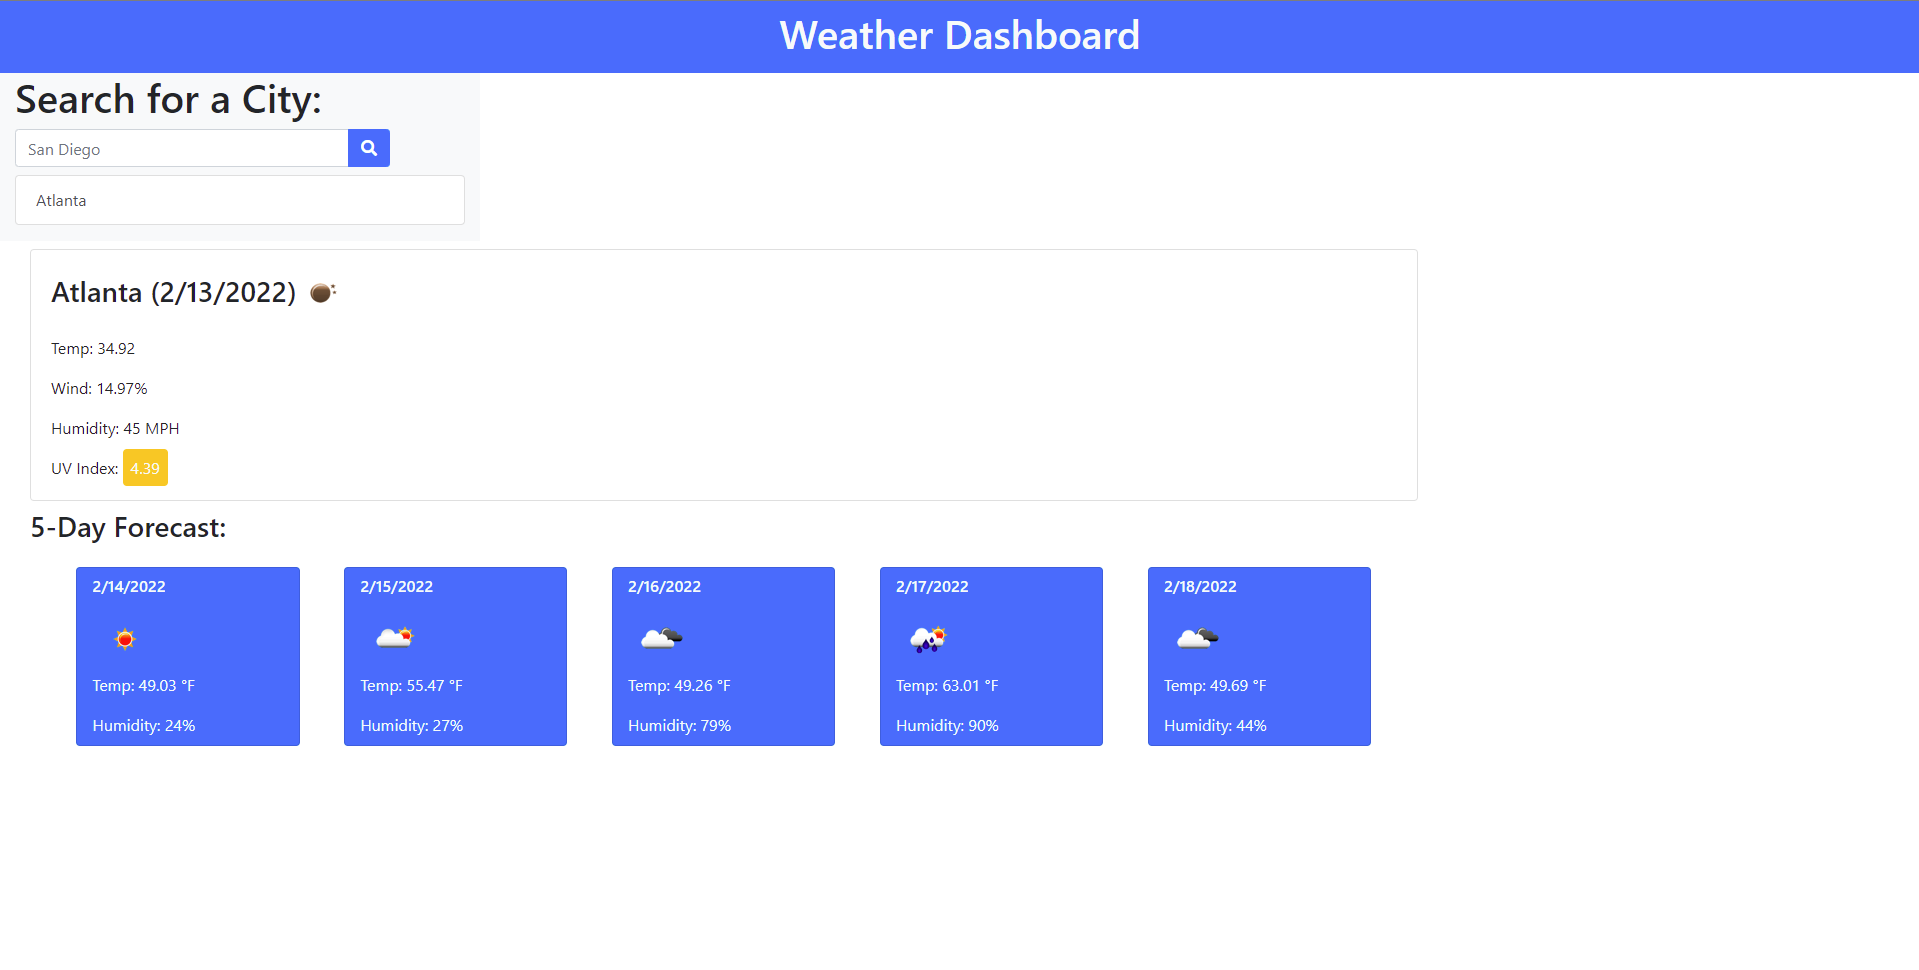 Weather Dashboard
Search for a City:
San Diego
Atlanta
Atlanta (2/13/2022)
Temp: 34.92
Wind: 14.97%
Humidity: 45 MPH
UV Index: 4.39
5-Day Forecast:
2/14/2022
Temp: 49.03 °F
Humidity: 24%
2/15/2022
Temp: 55.47 °F
Humidity: 27%
2/16/2022
Temp: 49.26 °F
Humidity: 79%
2/17/2022
Temp: 63.01 °F
Humidity: 90%
2/18/2022
Temp: 49.69 °F
Humidity: 44%